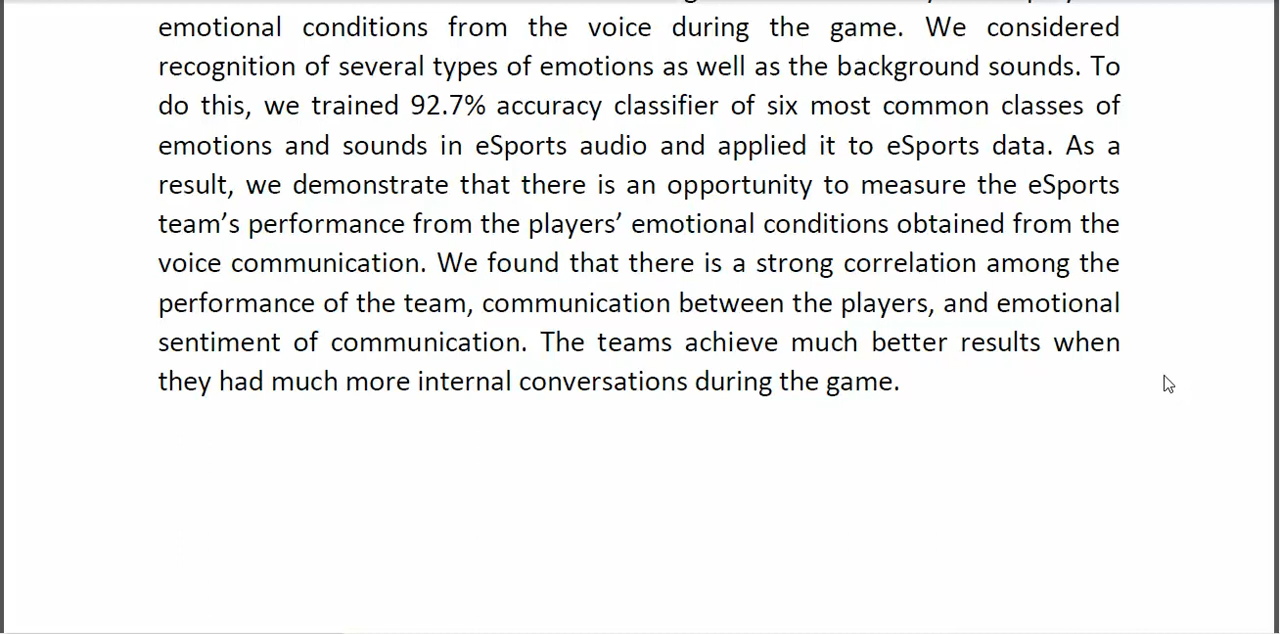 emotional conditions from the voice during the game. We considered
recognition of several types of emotions as well as the background sounds. To
do this, we trained 92.7% accuracy classifier of six most common classes of
emotions and sounds in eSports audio and applied it to eSports data. As a
result, we demonstrate that there is an opportunity to measure the eSports
team’s performance from the players’ emotional conditions obtained from the
voice communication. We found that there is a strong correlation among the
performance of the team, communication between the players, and emotional
sentiment of communication. The teams achieve much better results when
they had much more internal conversations during the game.